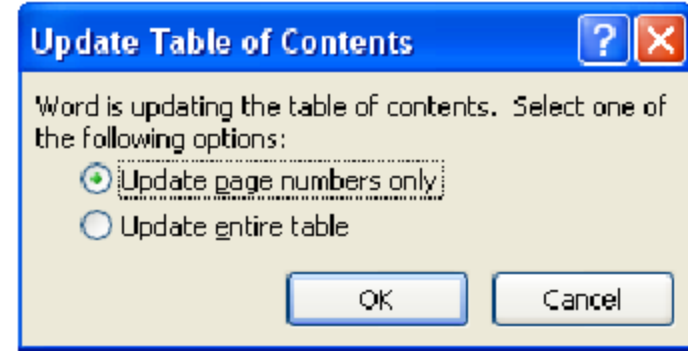 Update Table of Contents
Word is updating the table of contents. Select one of
the following options:
Update page numbers only
Update entire table
OK
Cancel